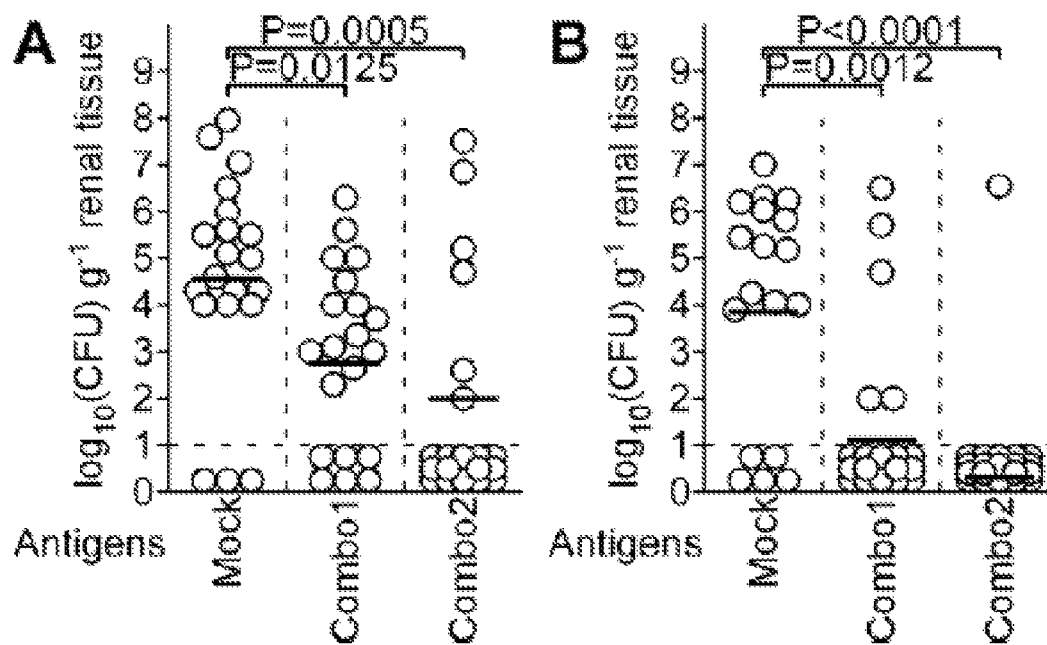 A
P=0.0005
P=0.0125
log10(CFU) g-1 renal tissue
9
8
7
6
5
4
3
2
1
0
Antigens
Mock
Combo1
Combo2
B
P<0.0001
P=0.0012
log10(CFU) g-1 renal tissue
9
8
7
6
5
4
3
2
1
0
Antigens
Mock
Combo1
Combo2